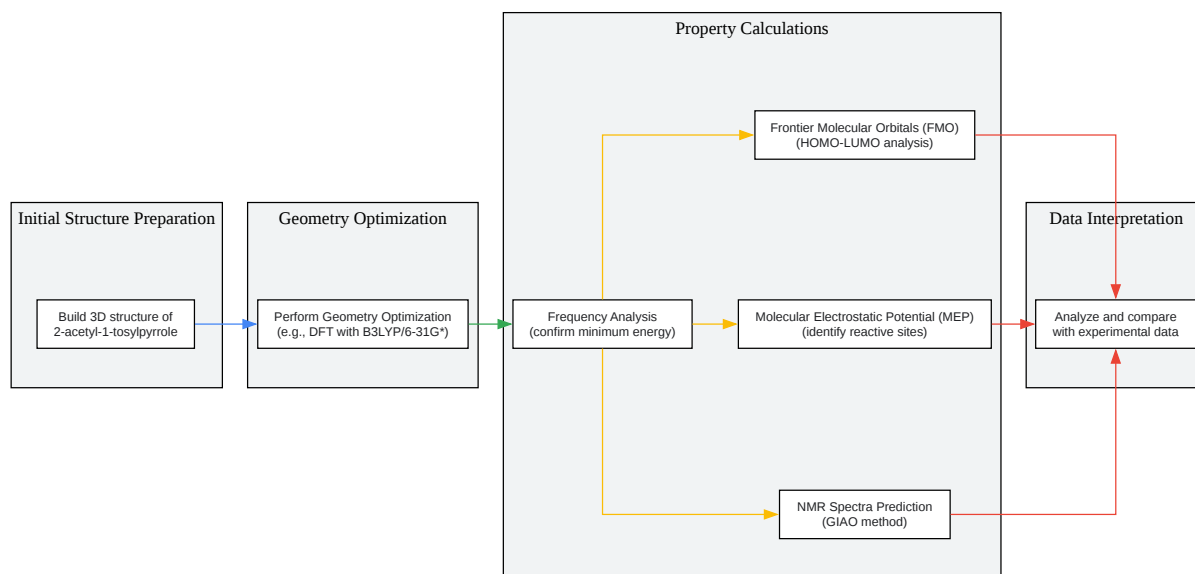 Property Calculations
Frontier Molecular Orbitals (FMO)
(HOMO-LUMO analysis)
Initial Structure Preparation
Geometry Optimization
Data Interpretation
Build 3D structure of
2-acetyl-1-tosylpyrrole
Perform Geometry Optimization
(e.g., DFT with B3LYP/6-31G*)
Frequency Analysis
(confirm minimum energy)
Molecular Electrostatic Potential (MEP)
(identify reactive sites)
Analyze and compare
with experimental data
NMR Spectra Prediction
(GIAO method)